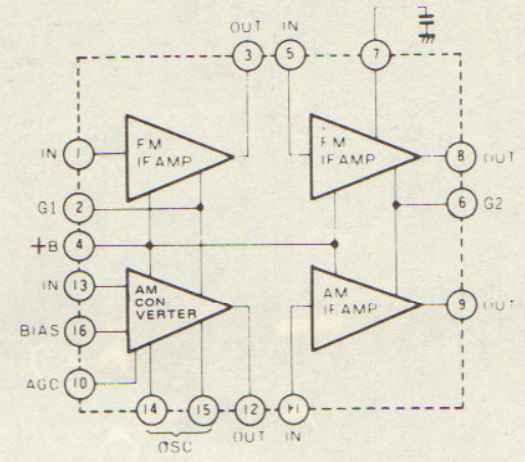 OUT IN
3 5 7
FM
IF AMP
FM
IF AMP
IN 1
8 OUT
G1 2
6 G2
+B 4
IN 13
AM
CON-
VERTER
AM
IF AMP
9 OUT
BIAS 16
AGC 10
14 15 12 11
OSC OUT IN